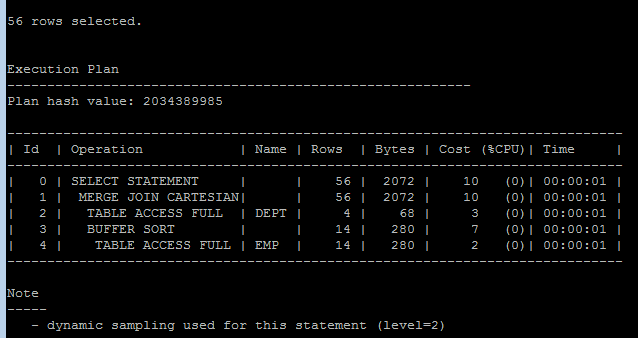 56 rows selected.
Execution Plan
----------------------------------------------------------
Plan hash value: 2034389985
-----------------------------------------------------------------------------
| Id  | Operation            | Name | Rows  | Bytes | Cost (%CPU)| Time     |
-----------------------------------------------------------------------------
|   0 | SELECT STATEMENT     |      |    56 |  2072 |    10   (0)| 00:00:01 |
|   1 |  MERGE JOIN CARTESIAN|      |    56 |  2072 |    10   (0)| 00:00:01 |
|   2 |   TABLE ACCESS FULL  | DEPT |     4 |    68 |     3   (0)| 00:00:01 |
|   3 |   BUFFER SORT        |      |    14 |   280 |     7   (0)| 00:00:01 |
|   4 |    TABLE ACCESS FULL | EMP  |    14 |   280 |     2   (0)| 00:00:01 |
-----------------------------------------------------------------------------
Note
-----
   - dynamic sampling used for this statement (level=2)